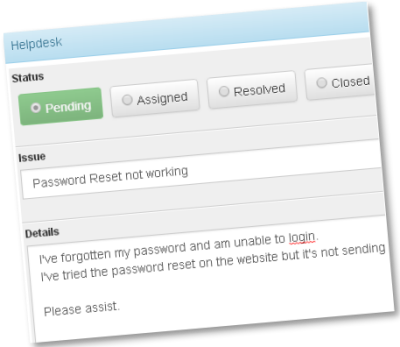 Helpdesk
Status
Pending Assigned Resolved Closed
Issue
Password Reset not working
Details
I've forgotten my password and am unable to login.
I've tried the password reset on the website but it's not sending
Please assist.